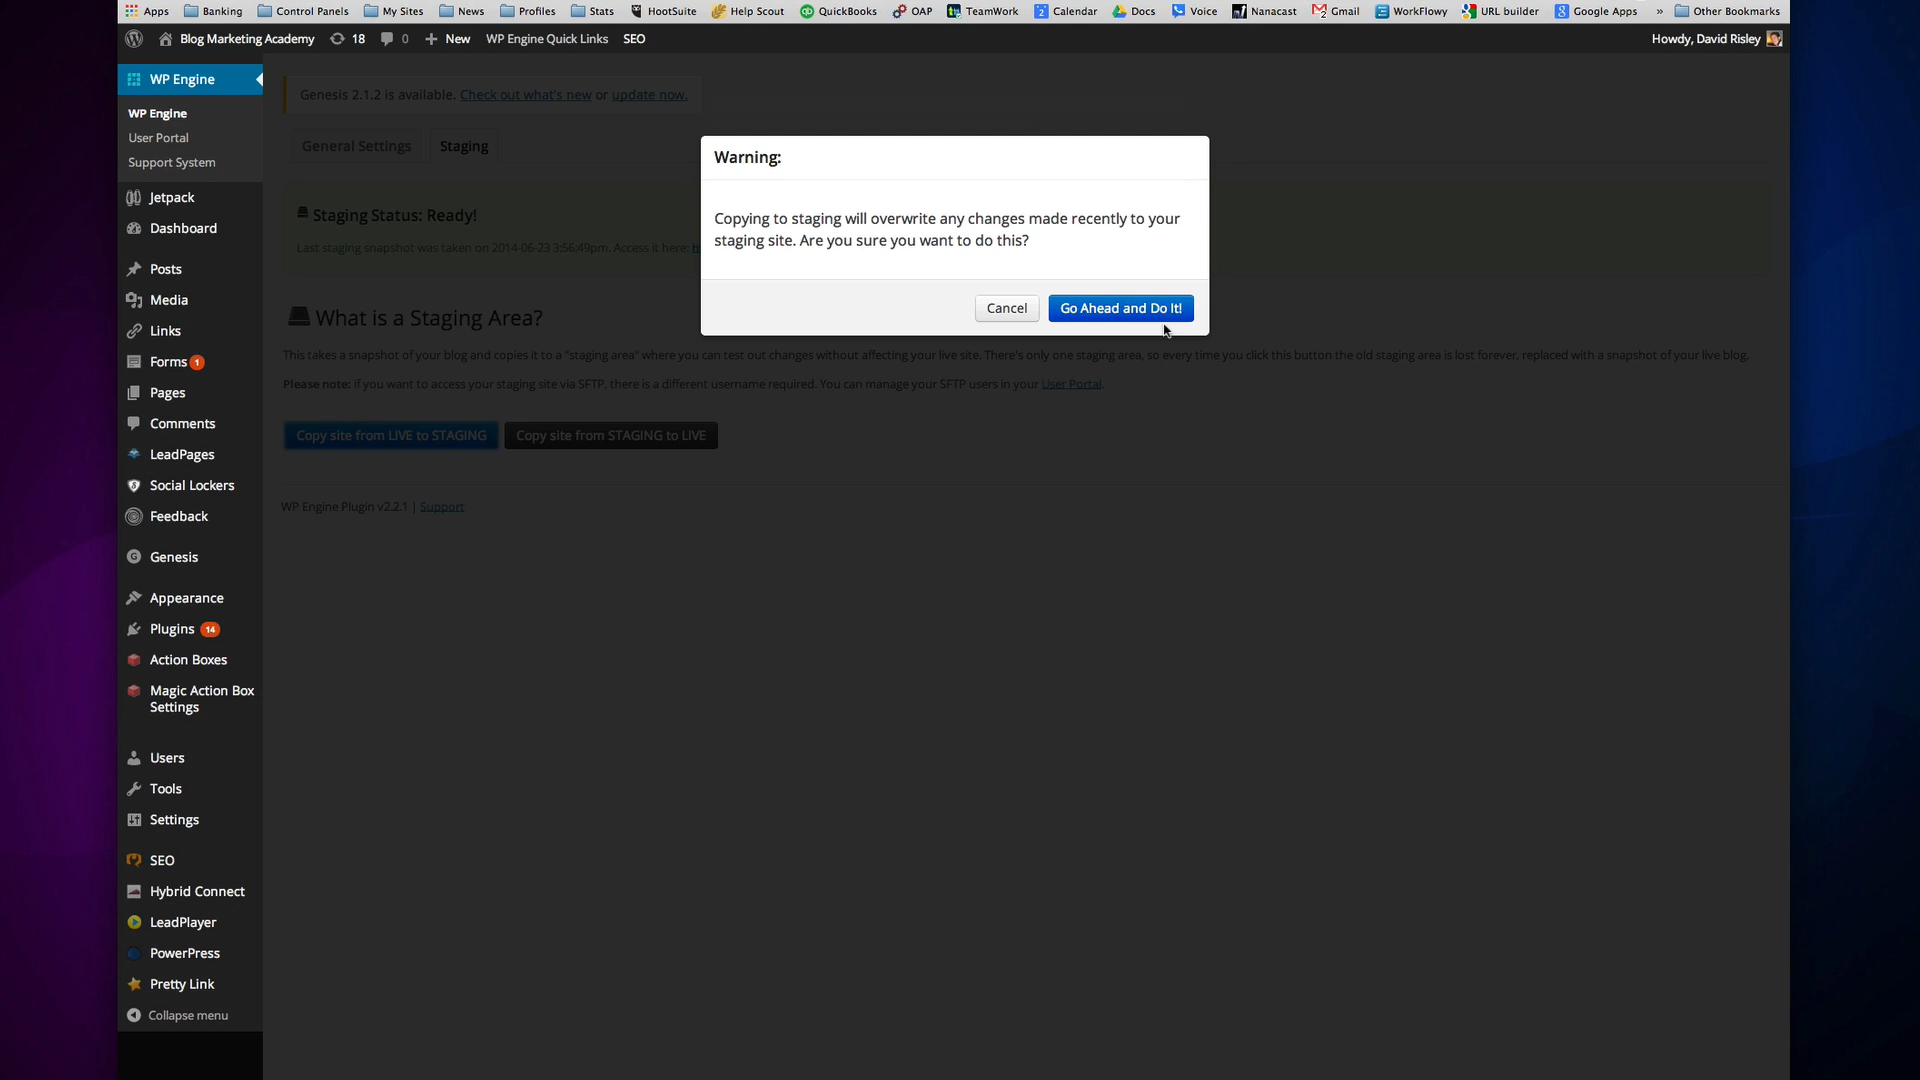 Apps Banking Control Panels My Sites News Profiles Stats HootSuite Help Scout QuickBooks OAP TeamWork Calendar Docs Voice Nanacast Gmail WorkFlowy URL builder Google Apps » Other Bookmarks
Blog Marketing Academy 18 0 New WP Engine Quick Links SEO Howdy, David Risley
WP Engine
WP Engine
User Portal
Support System
Jetpack
Dashboard
Posts
Media
Links
Forms 1
Pages
Comments
LeadPages
Social Lockers
Feedback
Genesis
Appearance
Plugins 14
Action Boxes
Magic Action Box
Settings
Users
Tools
Settings
SEO
Hybrid Connect
LeadPlayer
PowerPress
Pretty Link
Collapse menu
Genesis 2.1.2 is available. Check out what's new or update now.
General Settings Staging
Staging Status: Ready!
Last staging snapshot was taken on 2014-06-23 3:56:49pm. Access it here:
Warning:
Copying to staging will overwrite any changes made recently to your
staging site. Are you sure you want to do this?
Cancel Go Ahead and Do It!
What is a Staging Area?
This takes a snapshot of your blog and copies it to a "staging area" where you can test out changes without affecting your live site. There's only one staging area, so every time you click this button the old staging area is lost forever, replaced with a snapshot of your live blog.
Please note: if you want to access your staging site via SFTP, there is a different username required. You can manage your SFTP users in your User Portal.
Copy site from LIVE to STAGING Copy site from STAGING to LIVE
WP Engine Plugin v2.2.1 | Support